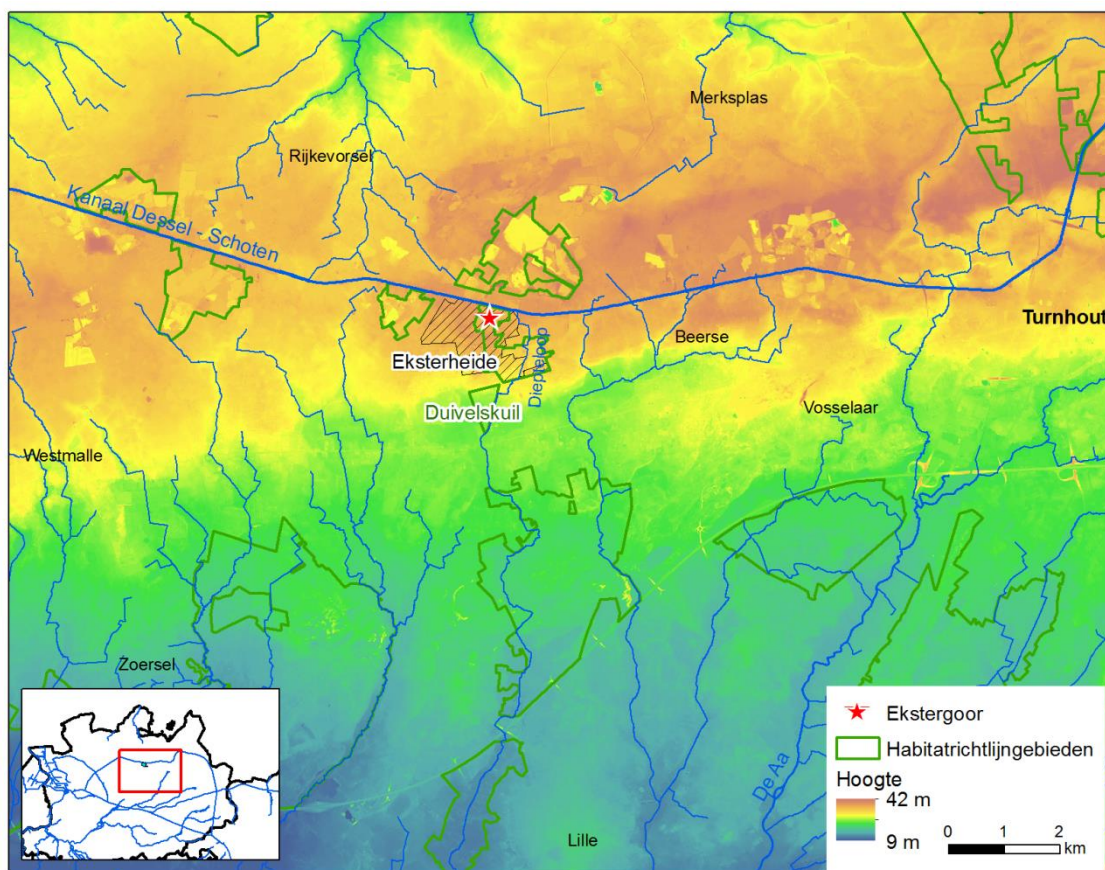 Merksplas
Rijkevorsel
Kanaal Dessel - Schoten
Turnhout
Beerse
Eksterheide
Diepteloop
Duivelskuil
Vosselaar
Westmalle
Zoersel
De Aa
Lille
Ekstergoor
Habitatrichtlijngebieden
Hoogte
42 m
9 m
0 1 2
km